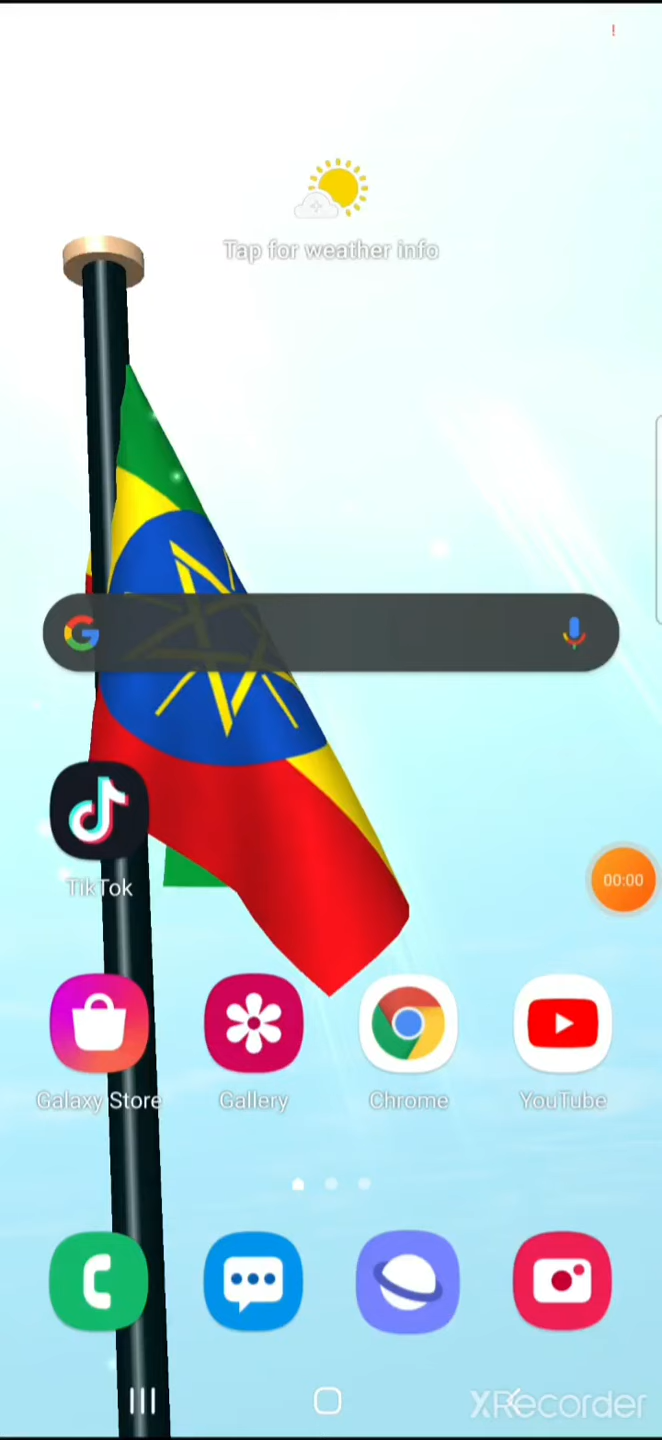 !
Tap for weather info
TikTok
00:00
Galaxy Store
Gallery
Chrome
YouTube
XRecorder